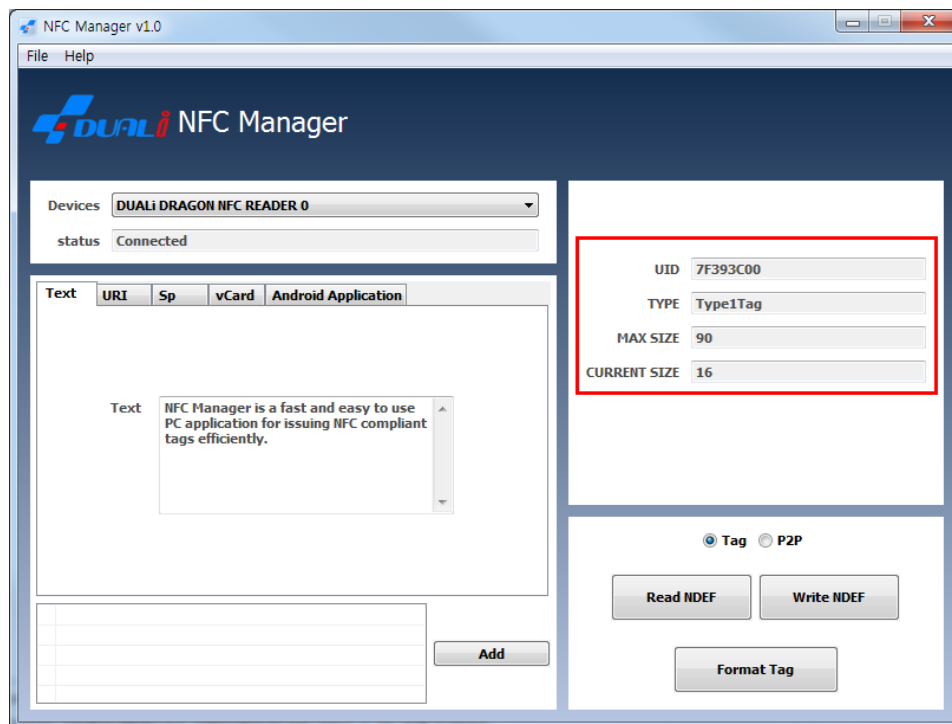 NFC Manager v1.0
File Help
DUALi NFC Manager
Devices DUALi DRAGON NFC READER 0
status Connected
Text URI Sp vCard Android Application
Text NFC Manager is a fast and easy to use
PC application for issuing NFC compliant
tags efficiently.
Add
UID 7F393C00
TYPE Type1Tag
MAX SIZE 90
CURRENT SIZE 16
Tag P2P
Read NDEF Write NDEF
Format Tag